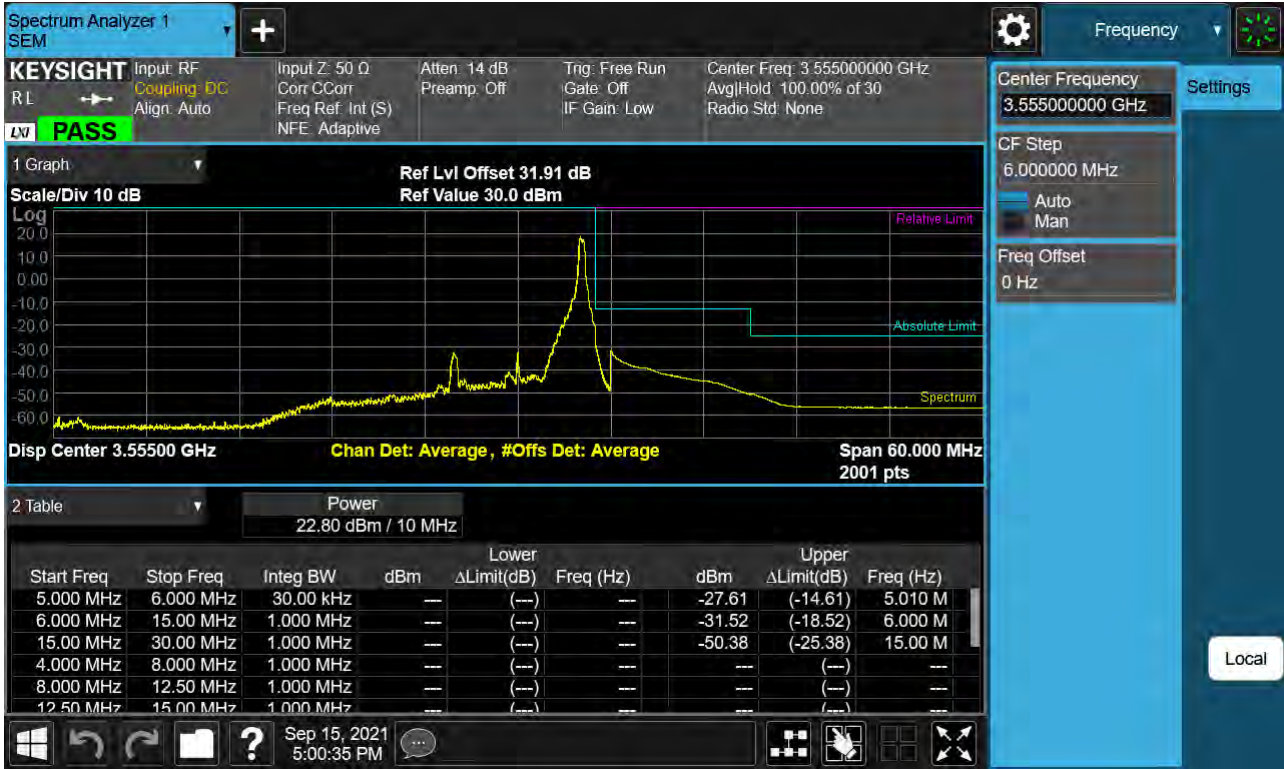 Spectrum Analyzer 1
SEM
Frequency
KEYSIGHT
RL
LXI
PASS
Input: RF
Coupling: DC
Align: Auto
Input Z: 50 Ω
Corr CCorr
Freq Ref: Int (S)
NFE: Adaptive
Atten: 14 dB
Preamp: Off
Trig: Free Run
Gate: Off
IF Gain: Low
Center Freq: 3.555000000 GHz
Avg|Hold: 100.00% of 30
Radio Std: None
Center Frequency
3.555000000 GHz
Settings
CF Step
6.000000 MHz
Auto
Man
Freq Offset
0 Hz
Local
1 Graph
Scale/Div 10 dB
Ref Lvl Offset 31.91 dB
Ref Value 30.0 dBm
Log
20.0
10.0
0.00
-10.0
-20.0
-30.0
-40.0
-50.0
-60.0
Relative Limit
Absolute Limit
Spectrum
Disp Center 3.55500 GHz
Chan Det: Average, #Offs Det: Average
Span 60.000 MHz
2001 pts
2 Table
Power
22.80 dBm / 10 MHz
Lower Upper
Start Freq Stop Freq Integ BW dBm ΔLimit(dB) Freq (Hz) dBm ΔLimit(dB) Freq (Hz)
5.000 MHz 6.000 MHz 30.00 kHz --- (---) --- -27.61 (-14.61) 5.010 M
6.000 MHz 15.00 MHz 1.000 MHz --- (---) --- -31.52 (-18.52) 6.000 M
15.00 MHz 30.00 MHz 1.000 MHz --- (---) --- -50.38 (-25.38) 15.00 M
4.000 MHz 8.000 MHz 1.000 MHz --- (---) --- --- (---) ---
8.000 MHz 12.50 MHz 1.000 MHz --- (---) --- --- (---) ---
12.50 MHz 15.00 MHz 1.000 MHz --- (---) --- --- (---) ---
?
Sep 15, 2021
5:00:35 PM